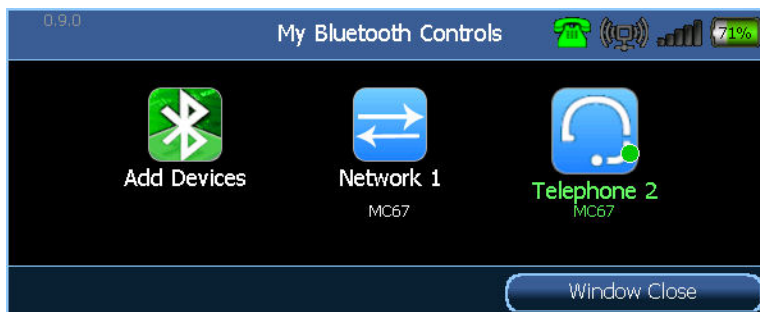 0.9.0
My Bluetooth Controls
71%
Add Devices
Network 1
Telephone 2
MC67
MC67
Window Close